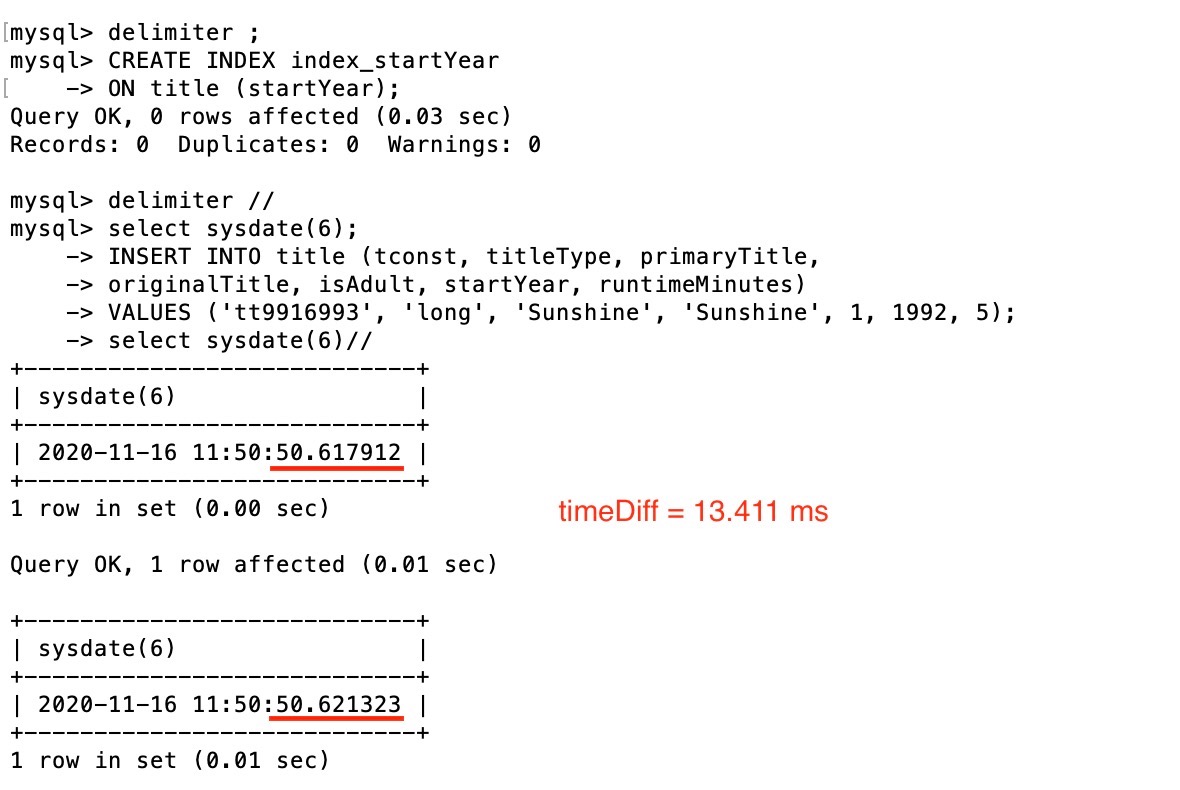 [mysql> delimiter ;
mysql> CREATE INDEX index_startYear
[    -> ON title (startYear);
Query OK, 0 rows affected (0.03 sec)
Records: 0  Duplicates: 0  Warnings: 0
mysql> delimiter //
mysql> select sysdate(6);
    -> INSERT INTO title (tconst, titleType, primaryTitle,
    -> originalTitle, isAdult, startYear, runtimeMinutes)
    -> VALUES ('tt9916993', 'long', 'Sunshine', 'Sunshine', 1, 1992, 5);
    -> select sysdate(6)//
+----------------------------+
| sysdate(6)                 |
+----------------------------+
| 2020-11-16 11:50:50.617912 |
+----------------------------+
1 row in set (0.00 sec)
timeDiff = 13.411 ms
Query OK, 1 row affected (0.01 sec)
+----------------------------+
| sysdate(6)                 |
+----------------------------+
| 2020-11-16 11:50:50.621323 |
+----------------------------+
1 row in set (0.01 sec)